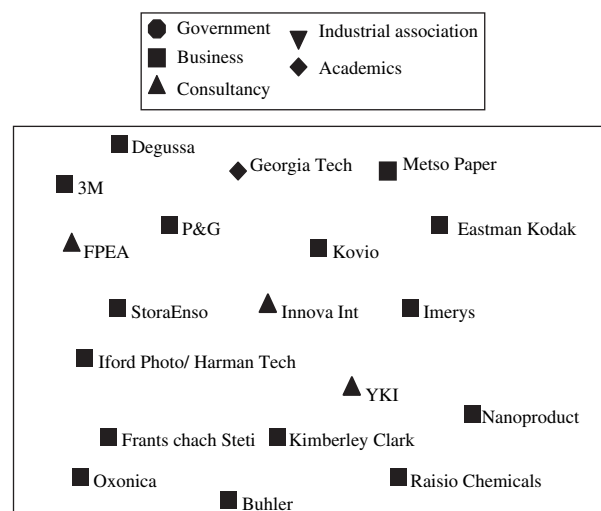 Government
Industrial association
Business
Academics
Consultancy
Degussa
Georgia Tech
Metso Paper
3M
P&G
Eastman Kodak
FPEA
Kovio
StoraEnso
Innova Int
Imerys
Iford Photo/ Harman Tech
YKI
Nanoproduct
Frants chach Steti
Kimberley Clark
Oxonica
Raisio Chemicals
Buhler